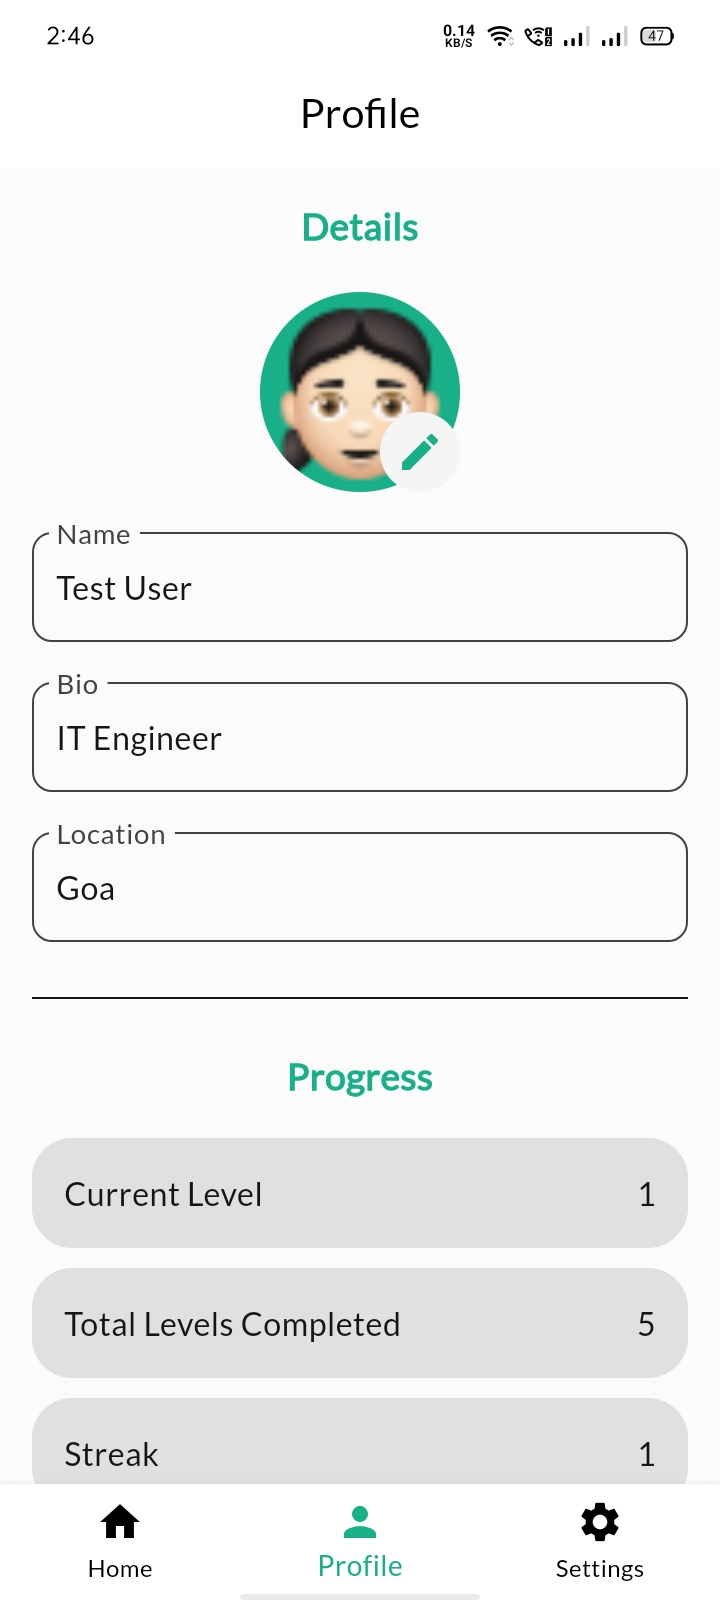 2:46
0.14
KB/S
47
Profile
Details
Name
Test User
Bio
IT Engineer
Location
Goa
Progress
Current Level 1
Total Levels Completed 5
Streak 1
Home
Profile
Settings